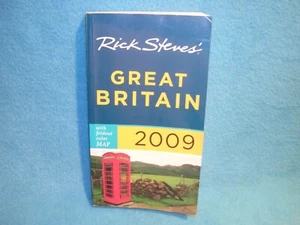 Rick Steves'
GREAT
BRITAIN
with
foldout
color
MAP
2009